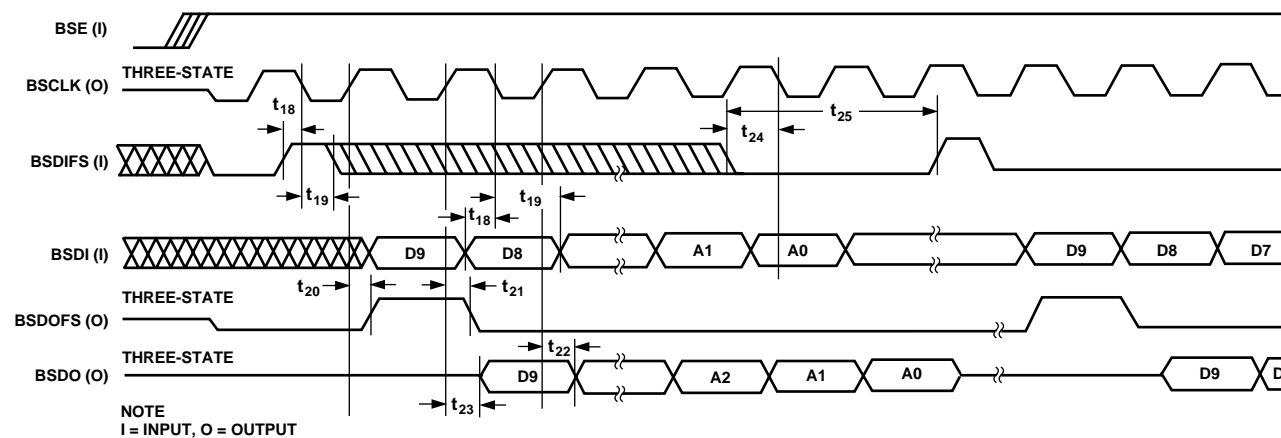 BSE (I)
THREE-STATE
BSCLK (O)
t18
t24
t25
BSDIFS (I)
t19
t18
t19
BSDI (I)
D9
D8
A1
A0
D9
D8
D7
THREE-STATE
t20
t21
BSDOFS (O)
THREE-STATE
t22
BSDO (O)
D9
A2
A1
A0
D9
D
t23
NOTE
I = INPUT, O = OUTPUT